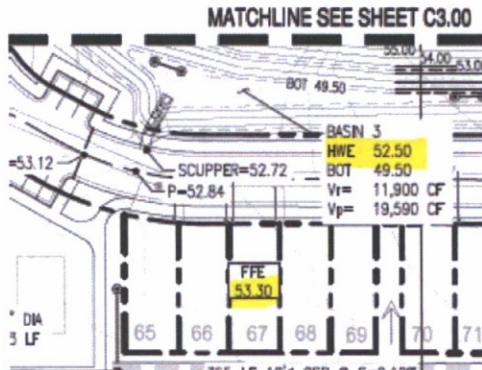 MATCHLINE SEE SHEET C3.00
55.00
54.00
53.0
BOT 49.50
BASIN 3
HWE 52.50
BOT 49.50
Vr= 11,900 CF
Vp= 19,590 CF
=53.12
SCUPPER=52.72
P=52.84
FFE
53.30
65 66 67 68 69 70 71
DIA
LF